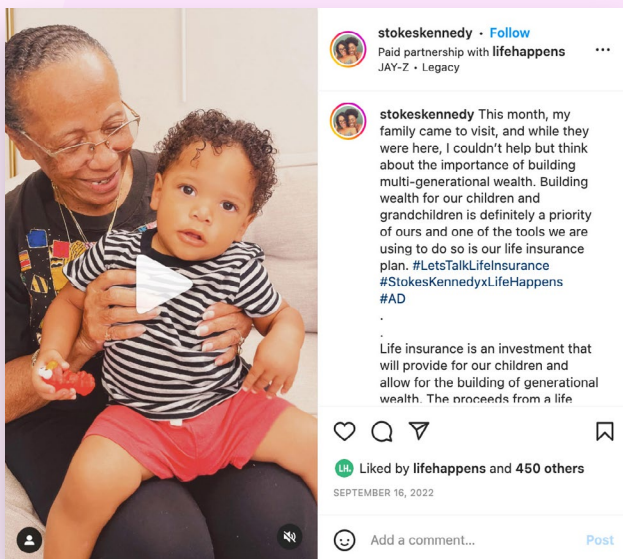 stokeskennedy • Follow
Paid partnership with lifehappens
JAY-Z • Legacy
stokeskennedy This month, my
family came to visit, and while they
were here, I couldn't help but think
about the importance of building
multi-generational wealth. Building
wealth for our children and
grandchildren is definitely a priority
of ours and one of the tools we are
using to do so is our life insurance
plan. #LetsTalkLifeInsurance
#StokesKennedyxLifeHappens
#AD
.
.
Life insurance is an investment that
will provide for our children and
allow for the building of generational
wealth. The proceeds from a life
LH.
Liked by lifehappens and 450 others
SEPTEMBER 16, 2022
Add a comment...
Post